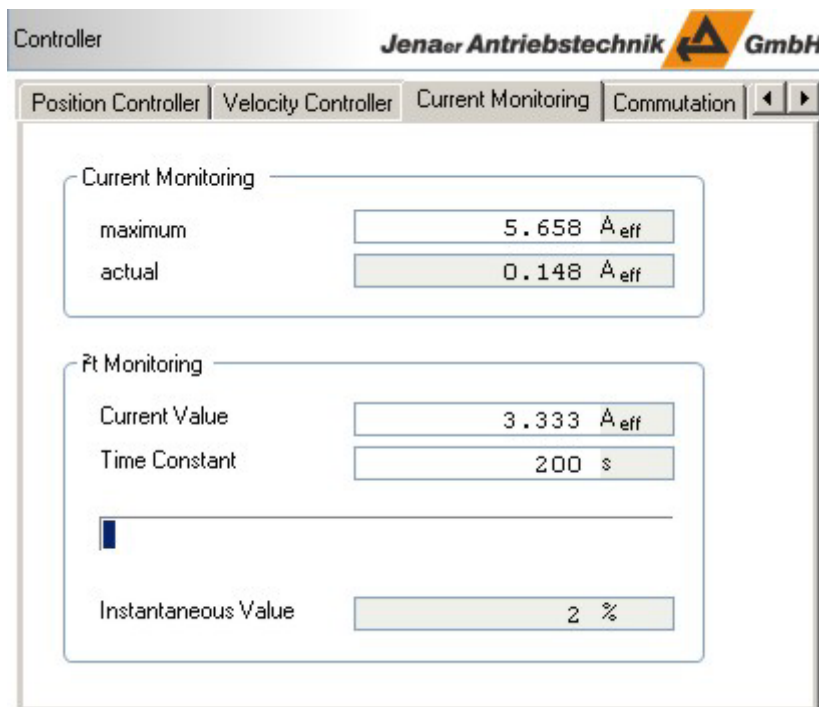 Controller
Jenaer Antriebstechnik GmbH
Position Controller Velocity Controller Current Monitoring Commutation
Current Monitoring
maximum 5.658 Aeff
actual 0.148 Aeff
I²t Monitoring
Current Value 3.333 Aeff
Time Constant 200 s
Instantaneous Value 2 %